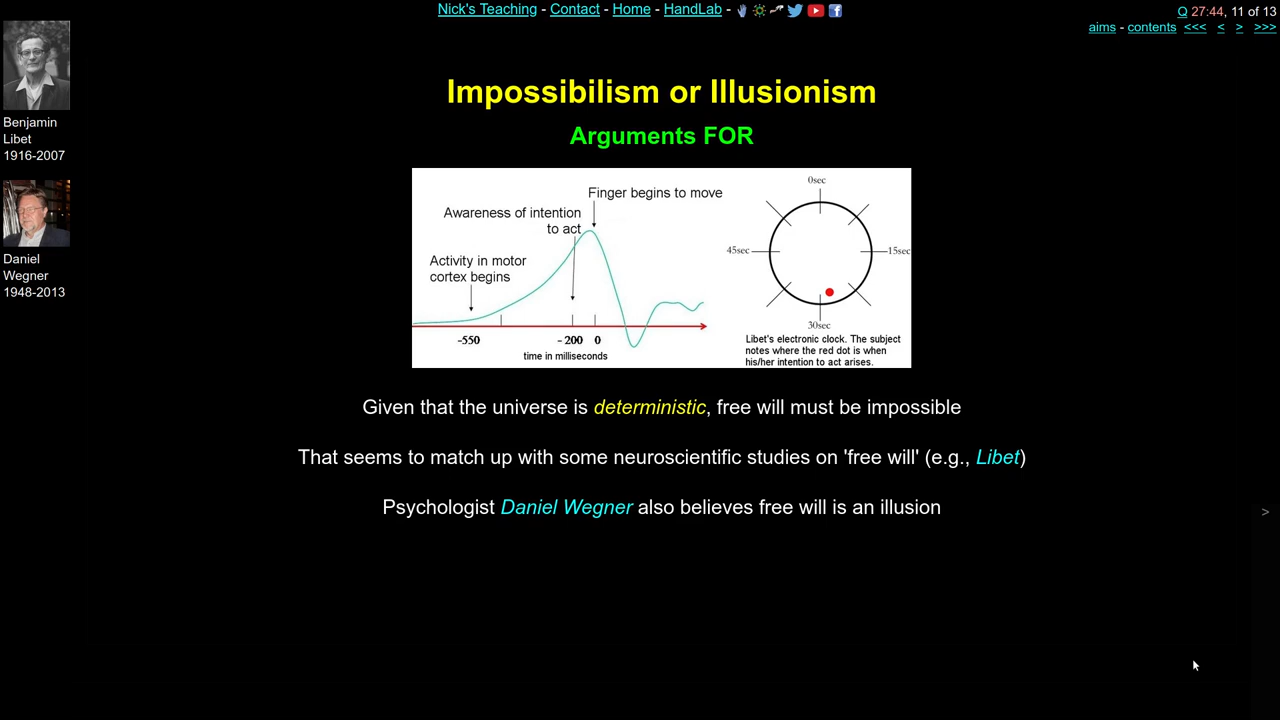 Nick's Teaching - Contact - Home - HandLab -
Q 27:44, 11 of 13
aims - contents <<< < > >>>
Benjamin
Libet
1916-2007
Daniel
Wegner
1948-2013
Impossibilism or Illusionism
Arguments FOR
Finger begins to move
Awareness of intention
to act
Activity in motor
cortex begins
-550
- 200
0
time in milliseconds
0sec
45sec
15sec
30sec
Libet's electronic clock. The subject
notes where the red dot is when
his/her intention to act arises.
Given that the universe is deterministic, free will must be impossible
That seems to match up with some neuroscientific studies on 'free will' (e.g., Libet)
Psychologist Daniel Wegner also believes free will is an illusion
>